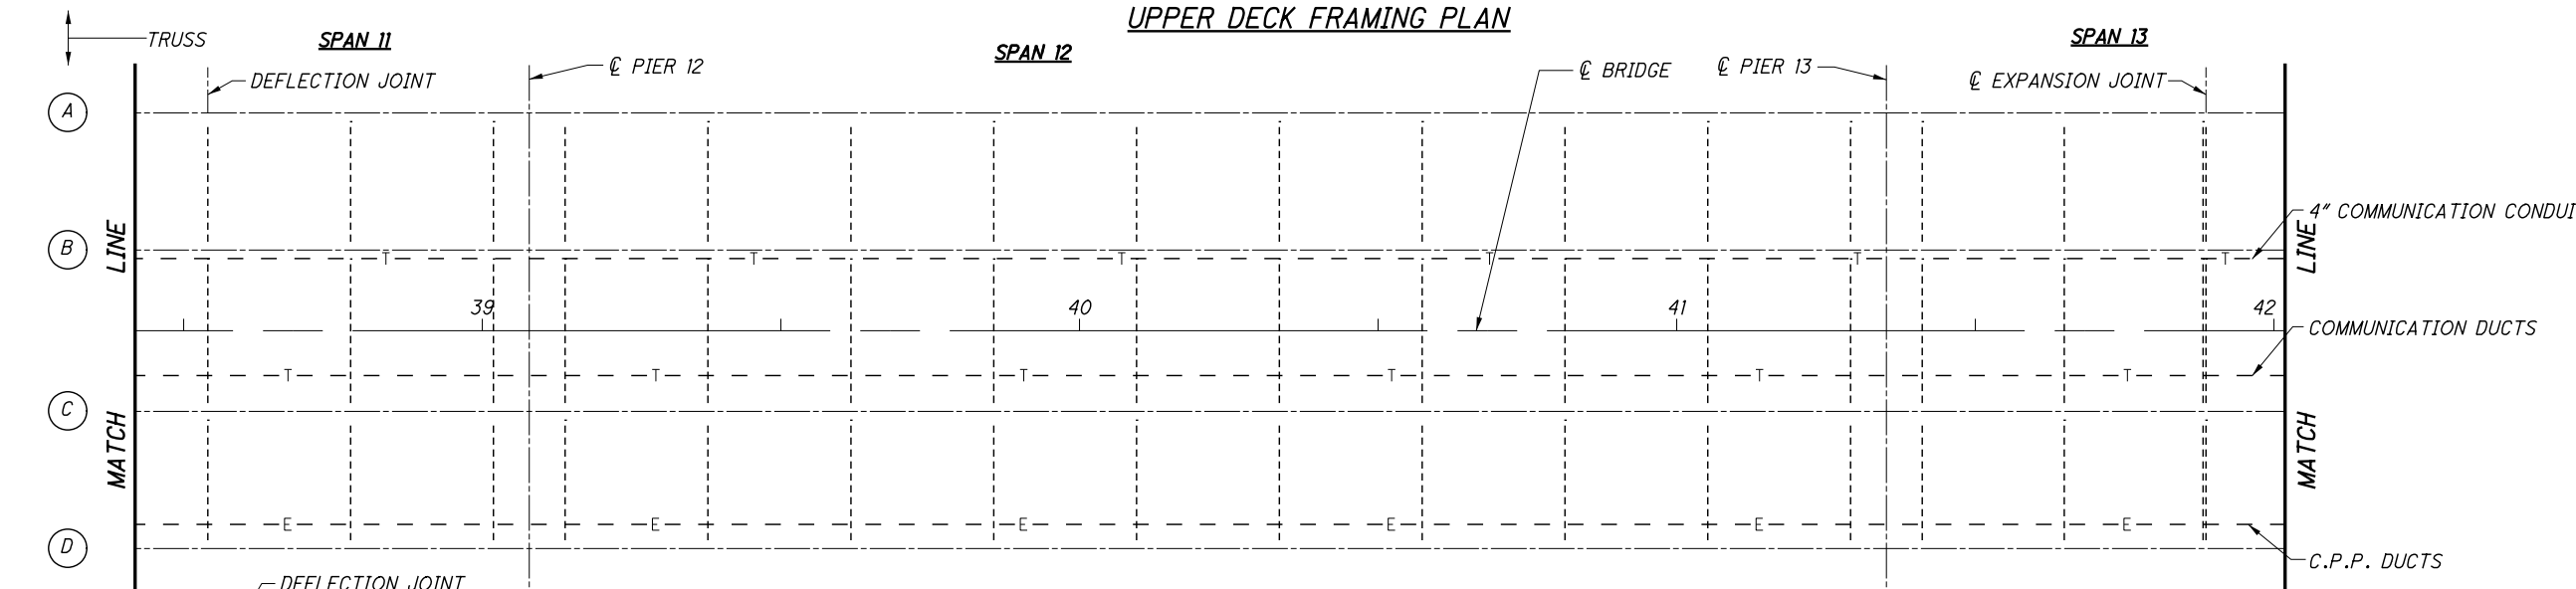 UPPER DECK FRAMING PLAN
TRUSS
SPAN 11
SPAN 12
SPAN 13
DEFLECTION JOINT
℄ PIER 12
℄ BRIDGE
℄ PIER 13
℄ EXPANSION JOINT
A
B
C
D
MATCH LINE
MATCH LINE
4" COMMUNICATION CONDUI
T T T T T T
39 40 41 42
COMMUNICATION DUCTS
T T T T T T
E E E E E E
C.P.P. DUCTS
DEFLECTION JOINT